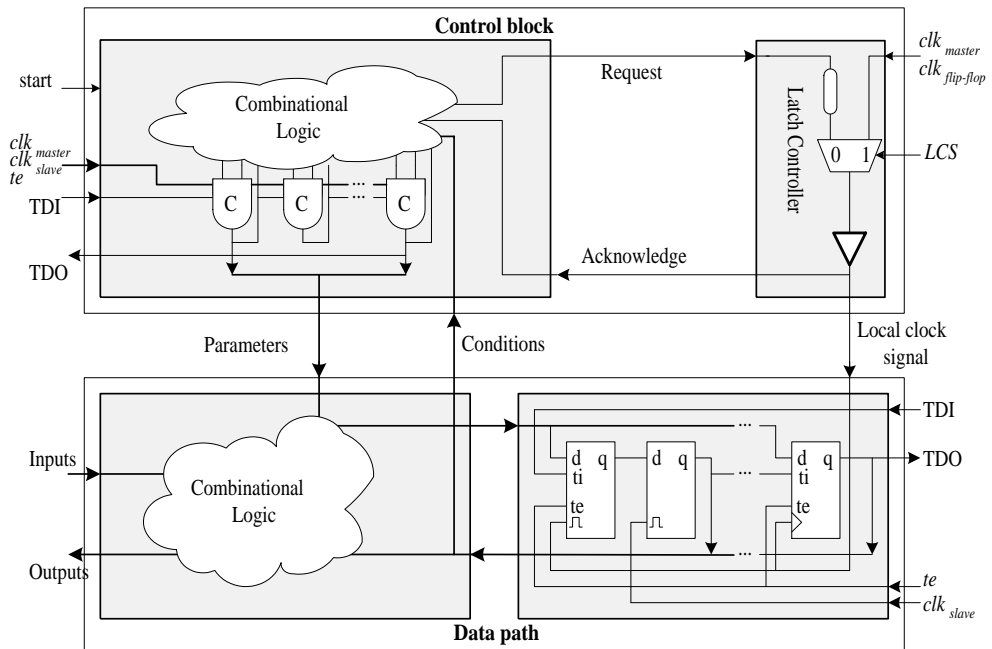 Control block
start
clk master
clk slave
te
TDI
TDO
Combinational
Logic
...
...
C
C
C
Request
Acknowledge
Latch Controller
0 1
clk master
clk flip-flop
LCS
Parameters
Conditions
Local clock
signal
Inputs
Outputs
Combinational
Logic
TDI
TDO
...
d q
ti
te
d q
...
d q
ti
te
...
te
clk slave
Data path